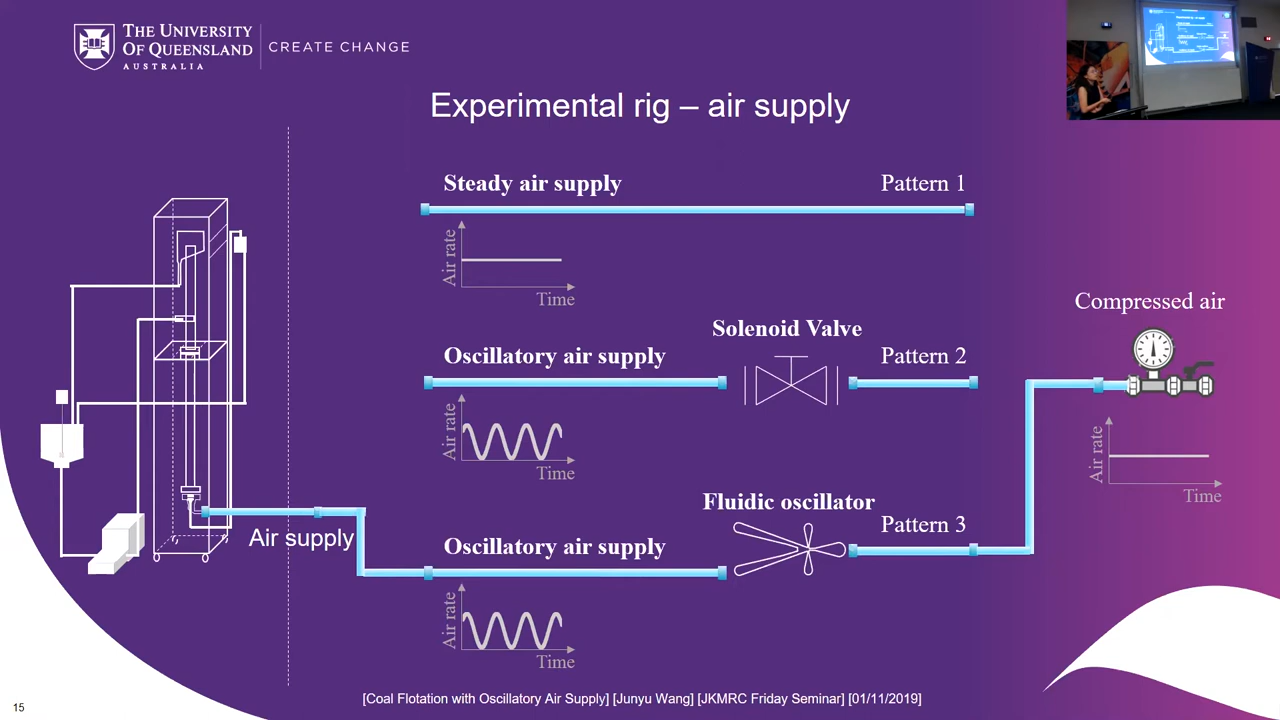 THE UNIVERSITY
OF QUEENSLAND
AUSTRALIA
CREATE CHANGE
Experimental rig – air supply
Steady air supply
Pattern 1
Air rate
Time
Compressed air
Solenoid Valve
Oscillatory air supply
Pattern 2
Air rate
Time
Air rate
Time
Fluidic oscillator
Pattern 3
Air supply
Oscillatory air supply
Air rate
Time
[Coal Flotation with Oscillatory Air Supply] [Junyu Wang] [JKMRC Friday Seminar] [01/11/2019]
15